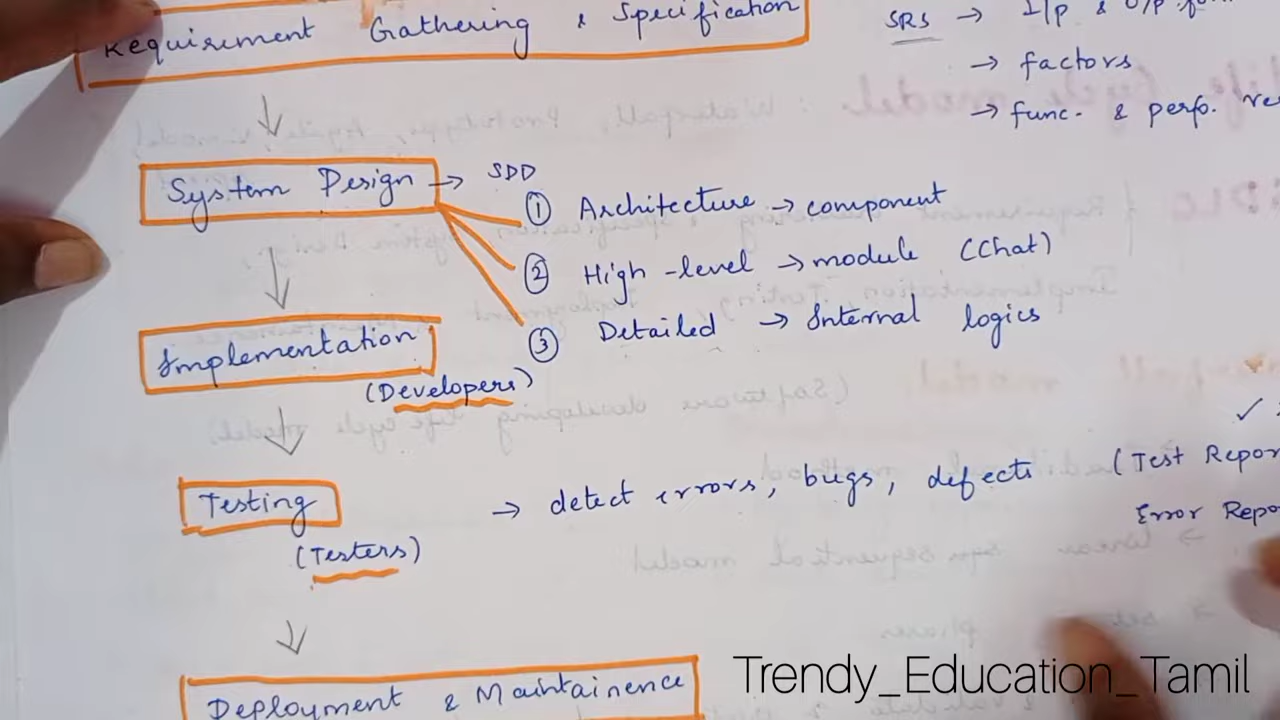 Requirement Gathering & Specification
SRS → I/p & O/p
→ factors
→ func. & perfo.
System Design → SDD
① Architecture → component
② High-level → module (Chat)
③ Detailed → Internal logics
Implementation
(Developers)
Testing → detect errors, bugs, defects (Test Repor
(Testers)
Error Repo
Deployment & Maintainence
Trendy_Education_Tamil